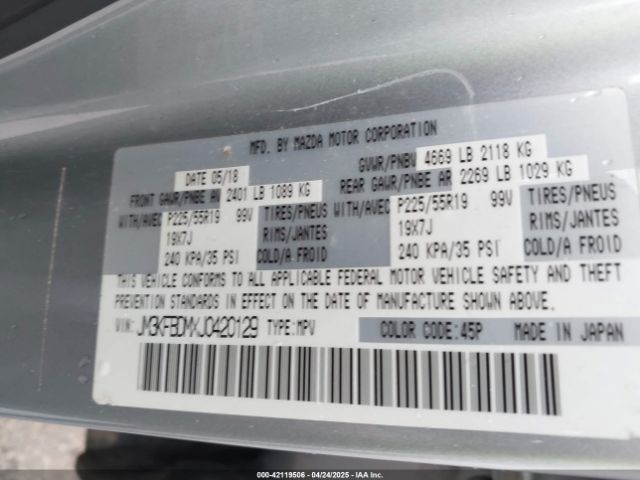 MFD. BY MAZDA MOTOR CORPORATION
DATE 05/18 GVWR/PNBV 4669 LB 2118 KG
FRONT GAWR/PNBE AV 2401 LB 1089 KG REAR GAWR/PNBE AR 2269 LB 1029 KG
WITH/AVEC P225/55R19 99V TIRES/PNEUS WITH/AVEC P225/55R19 99V TIRES/PNEUS
19X7J RIMS/JANTES 19X7J RIMS/JANTES
240 KPA/35 PSI COLD/A FROID 240 KPA/35 PSI COLD/A FROID
THIS VEHICLE CONFORMS TO ALL APPLICABLE FEDERAL MOTOR VEHICLE SAFETY AND THEFT
PREVENTION STANDARDS IN EFFECT ON THE DATE OF MANUFACTURE SHOWN ABOVE.
VIN: JM3KFBDMXJ0420129 TYPE:MPV COLOR CODE:45P MADE IN JAPAN
000-42119506 - 04/24/2025 - IAAI.COM